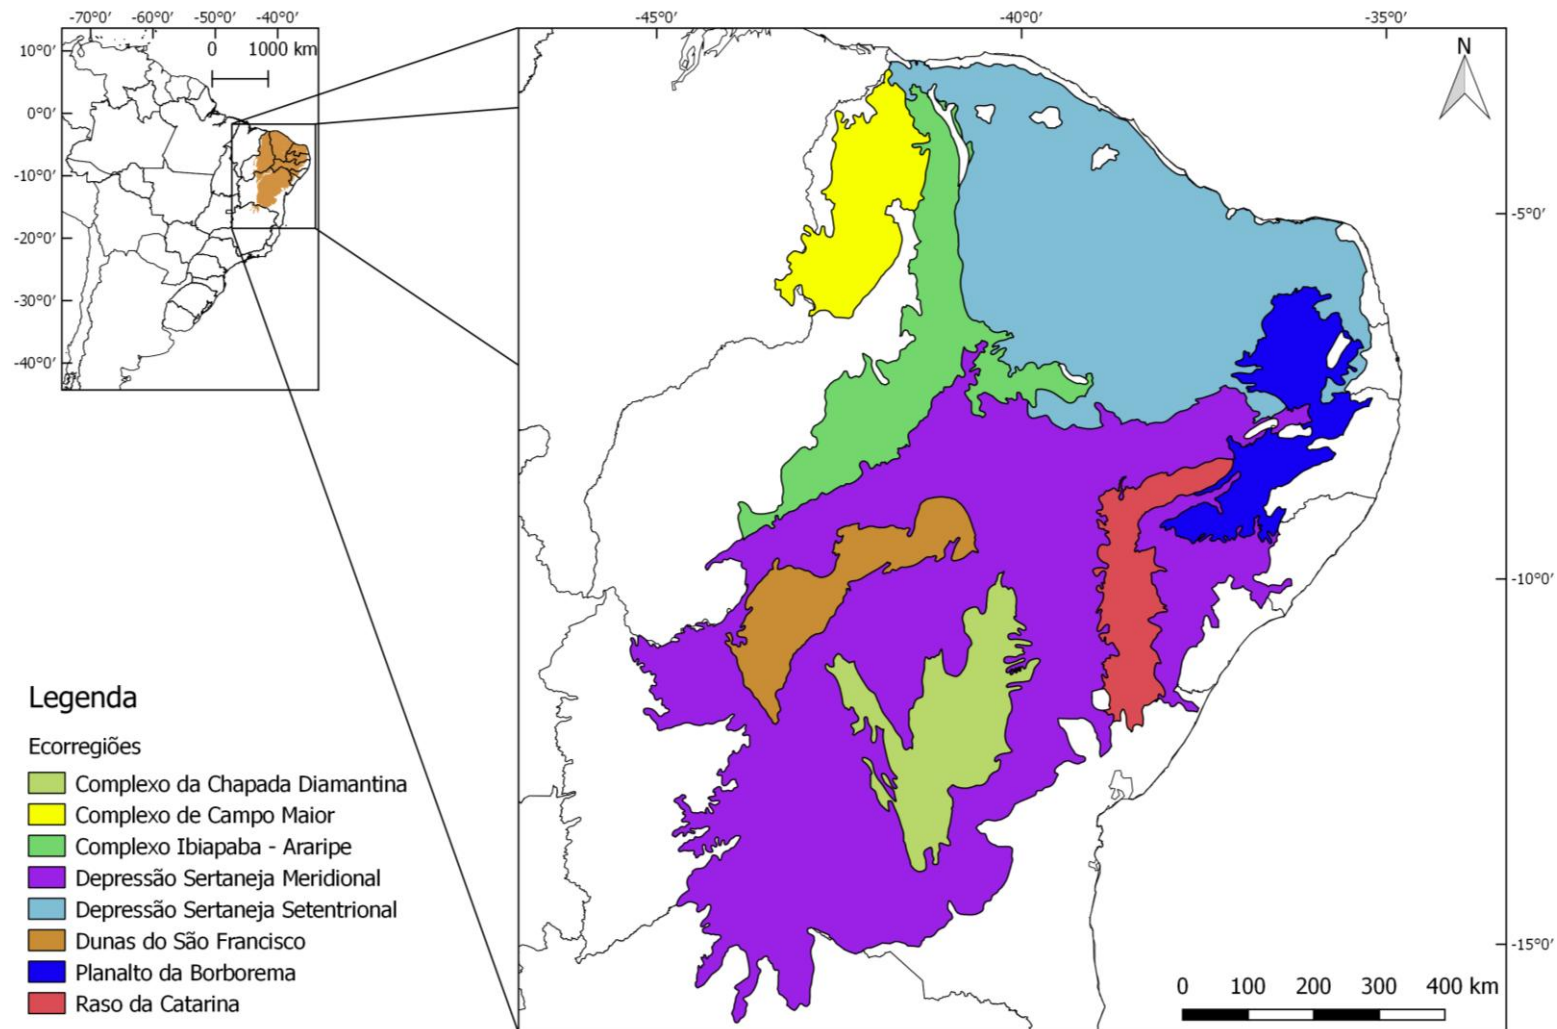 -70°0′ -60°0′ -50°0′ -40°0′
0 1000 km
10°0′
0°0′
-10°0′
-20°0′
-30°0′
-40°0′
-45°0′ -40°0′ -35°0′
N
-5°0′
-10°0′
-15°0′
Legenda
Ecorregiões
Complexo da Chapada Diamantina
Complexo de Campo Maior
Complexo Ibiapaba - Araripe
Depressão Sertaneja Meridional
Depressão Sertaneja Setentrional
Dunas do São Francisco
Planalto da Borborema
Raso da Catarina
0 100 200 300 400 km